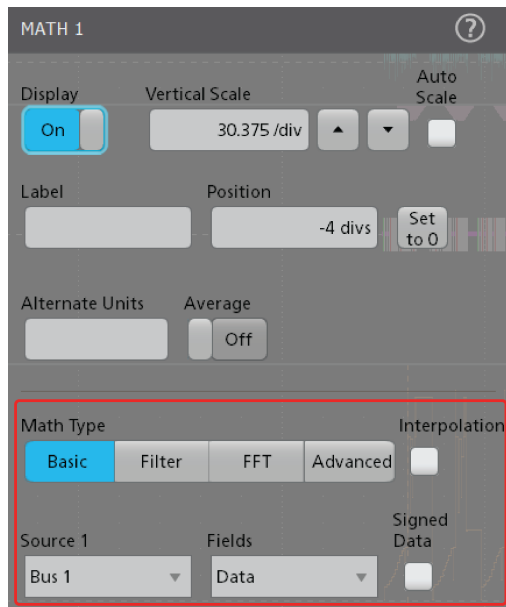 MATH 1 ?
Display Vertical Scale Auto Scale
On 30.375 /div
Label Position
-4 divs Set to 0
Alternate Units Average
Off
Math Type Interpolation
Basic Filter FFT Advanced
Source 1 Fields Signed Data
Bus 1 Data